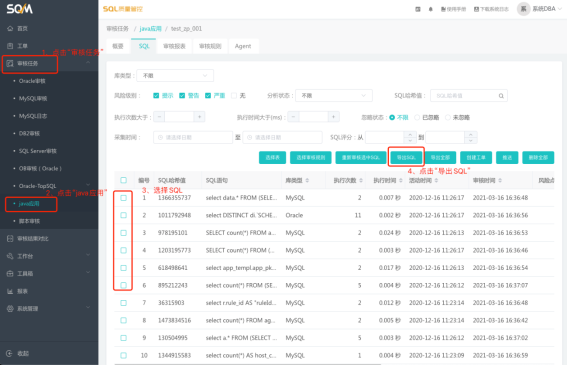 SQM
SQL质量管控
使用手册
下载数据日志
系统DBA
首页
工单
审核任务
1、点击"审核任务"
Oracle审核
MySQL审核
MySQL日志
DB2审核
SQL Server审核
OB审核（Oracle）
Oracle-TopSQL
2、点击"java应用"
java应用
脚本审核
审核结果对比
工作台
工具箱
报表
系统管理
收起
审核任务 / java应用 / test_sp_001
概要 SQL 审核报表 审核规则 Agent
库类型： 不限
风险级别： 提示 警告 严重 无 分析状态： 不限 SQL哈希值： SQL哈希值
执行次数大于： - + 执行时间大于(ms)： - + 忽略状态 不限 已忽略 未忽略
采集时间： 请选择日期 至 请选择日期 SQL评分：从 到
选择表 选择审核规则 重新审核选中SQL 导出SQL 导出全部 创建工单 推送 删除全部
3、选择SQL
4、点击"导出SQL"
编号 SQL哈希值 SQL语句 库类型 执行次数 执行时间 活动时间 审核时间 风险点
1 1366355737 select data.* FROM (SELE... MySQL 2 0.007 秒 2020-12-16 11:26:17 2021-03-16 16:36:48
2 1011792948 select DISTINCT di.'SCHE... Oracle 11 0.002 秒 2020-12-16 11:26:17 2021-03-16 16:36:46
3 978195101 SELECT count(*) FROM a... MySQL 2 0.024 秒 2020-12-16 11:26:13 2021-03-16 16:36:53
4 1203195773 SELECT count(*) FROM (... MySQL 2 0.003 秒 2020-12-16 11:26:17 2021-03-16 16:36:46
5 618498641 select app_templ.app_pk... MySQL 2 0.017 秒 2020-12-16 11:26:13 2021-03-16 16:36:54
6 895212243 select count(*) FROM (SE... MySQL 5 0.004 秒 2020-12-16 11:26:12 2021-03-16 16:37:07
7 36315903 select r.rule_id AS "ruleId... MySQL 2 0.012 秒 2020-12-16 11:23:14 2021-03-16 16:36:48
8 1473834516 select count(*) FROM ag... MySQL 2 0.005 秒 2020-12-16 11:23:14 2021-03-16 16:36:42
9 130504995 select a.* FROM (SELECT ... MySQL 5 0.003 秒 2020-12-16 11:26:12 2021-03-16 16:37:02
10 1344915583 select count(*) AS host_c... MySQL 1 0.004 秒 2020-12-16 11:23:09 2021-03-16 16:36:59